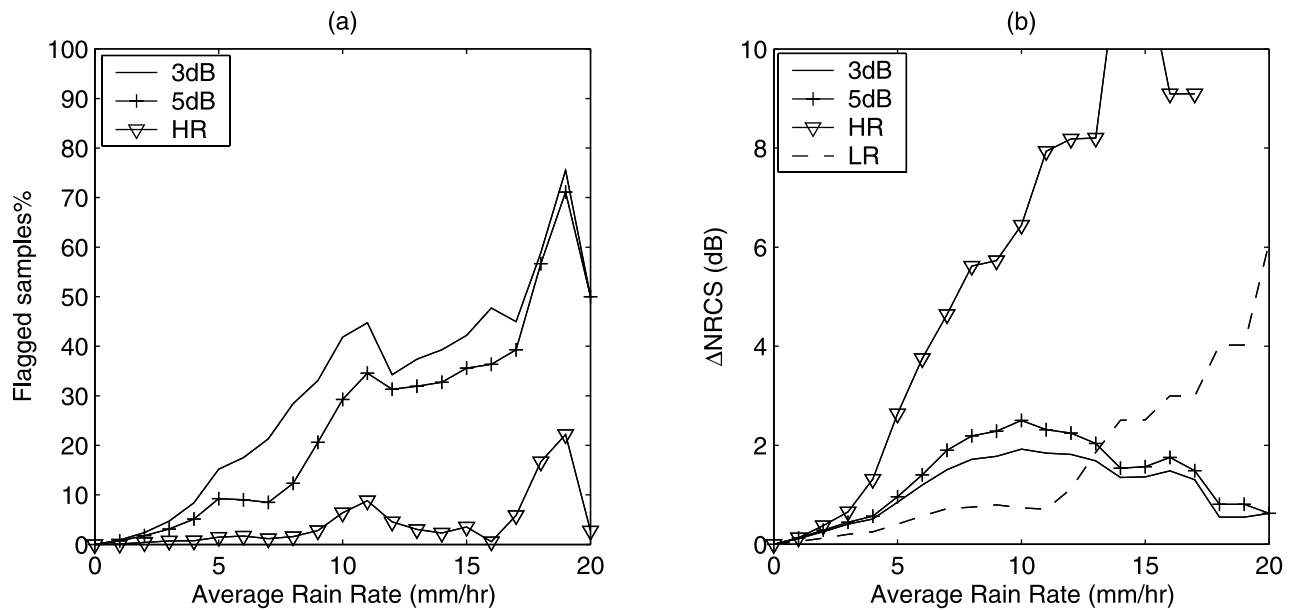 (a)
100
90
80
70
60
50
40
30
20
10
0
Flagged samples%
3dB
5dB
HR
0 5 10 15 20
Average Rain Rate (mm/hr)
(b)
10
8
6
4
2
0
ΔNRCS (dB)
3dB
5dB
HR
LR
0 5 10 15 20
Average Rain Rate (mm/hr)